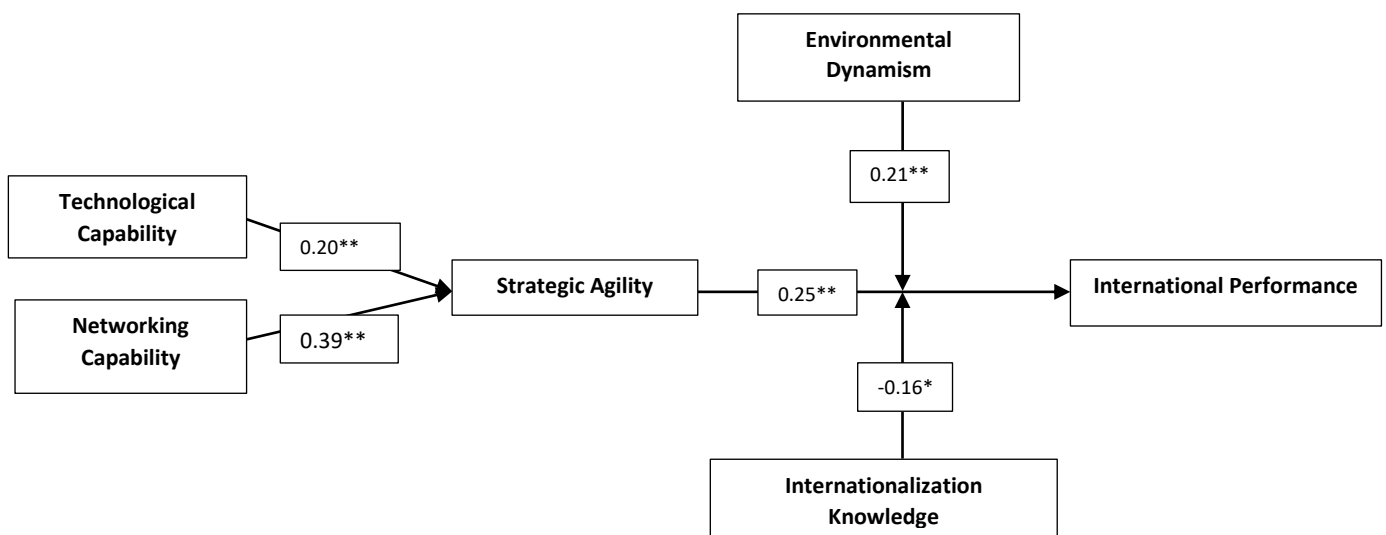 Environmental
Dynamism
0.21**
Technological
Capability
0.20**
Strategic Agility
0.25**
International Performance
Networking
Capability
0.39**
-0.16*
Internationalization
Knowledge